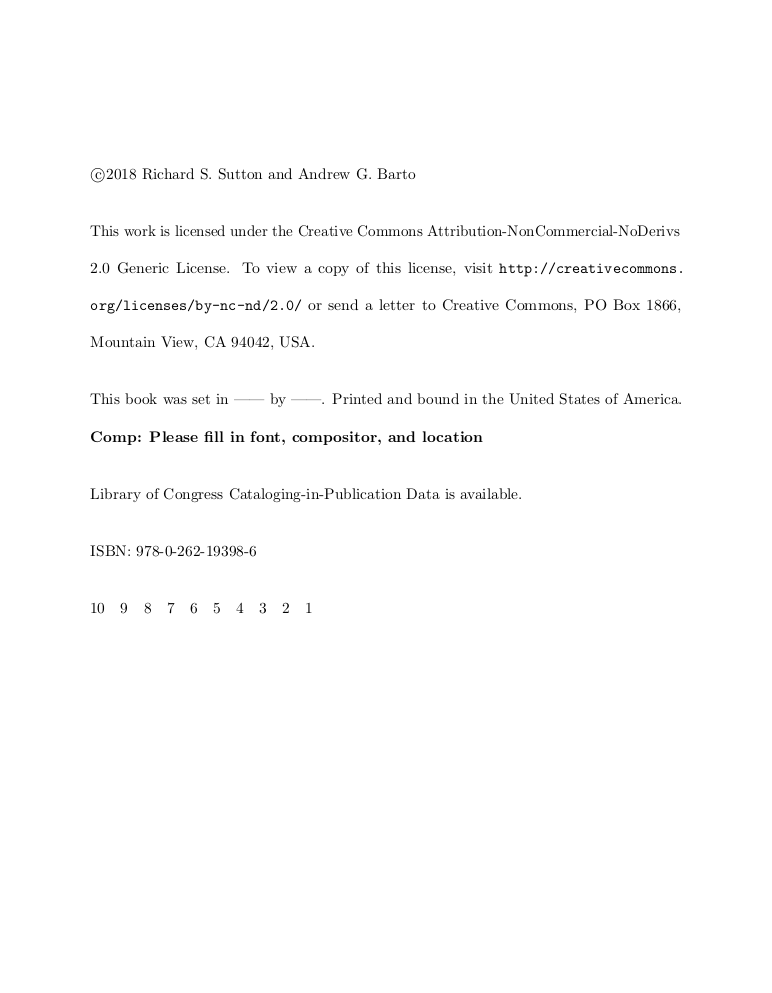 ©2018 Richard S. Sutton and Andrew G. Barto
This work is licensed under the Creative Commons Attribution-NonCommercial-NoDerivs
2.0 Generic License. To view a copy of this license, visit http://creativecommons.
org/licenses/by-nc-nd/2.0/ or send a letter to Creative Commons, PO Box 1866,
Mountain View, CA 94042, USA.
This book was set in —— by ——. Printed and bound in the United States of America.
Comp: Please fill in font, compositor, and location
Library of Congress Cataloging-in-Publication Data is available.
ISBN: 978-0-262-19398-6
10 9 8 7 6 5 4 3 2 1